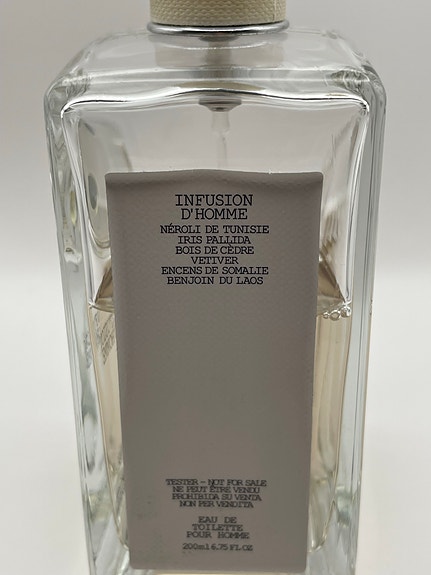 INFUSION
D'HOMME
NÉROLI DE TUNISIE
IRIS PALLIDA
BOIS DE CÈDRE
VETIVER
ENCENS DE SOMALIE
BENJOIN DU LAOS
TESTER - NOT FOR SALE
NE PEUT ÊTRE VENDU
PROHIBIDA SU VENTA
NON PER VENDITA
EAU DE
TOILETTE
POUR HOMME
200ml 6.75 FL.OZ